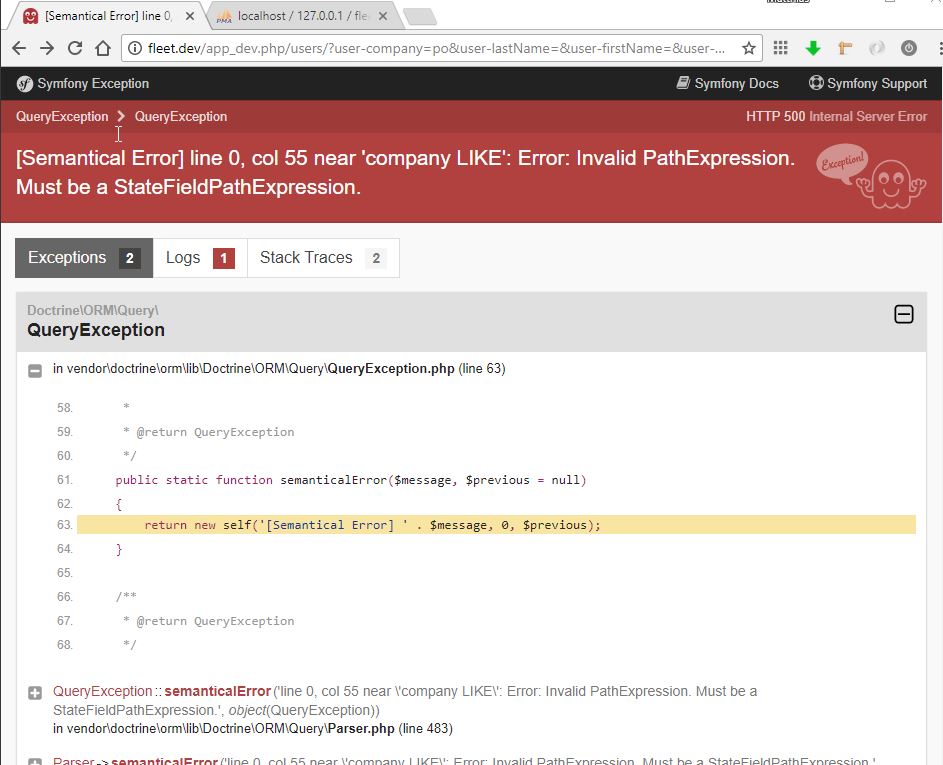 [Semantical Error] line 0,
localhost / 127.0.0.1 / flee
fleet.dev/app_dev.php/users/?user-company=po&user-lastName=&user-firstName=&user-...
Symfony Exception
Symfony Docs
Symfony Support
QueryException
QueryException
HTTP 500 Internal Server Error
[Semantical Error] line 0, col 55 near 'company LIKE': Error: Invalid PathExpression.
Must be a StateFieldPathExpression.
Exception!
Exceptions 2
Logs 1
Stack Traces 2
Doctrine\ORM\Query\
QueryException
in vendor\doctrine\orm\lib\Doctrine\ORM\Query\QueryException.php (line 63)
58. *
59. * @return QueryException
60. */
61. public static function semanticalError($message, $previous = null)
62. {
63. return new self('[Semantical Error] ' . $message, 0, $previous);
64. }
65.
66. /**
67. * @return QueryException
68. */
QueryException :: semanticalError ('line 0, col 55 near \'company LIKE\': Error: Invalid PathExpression. Must be a
StateFieldPathExpression.', object(QueryException))
in vendor\doctrine\orm\lib\Doctrine\ORM\Query\Parser.php (line 483)
Parser -> semanticalError ('line 0, col 55 near \'company LIKE\': Error: Invalid PathExpression. Must be a StateFieldPathExpression.'